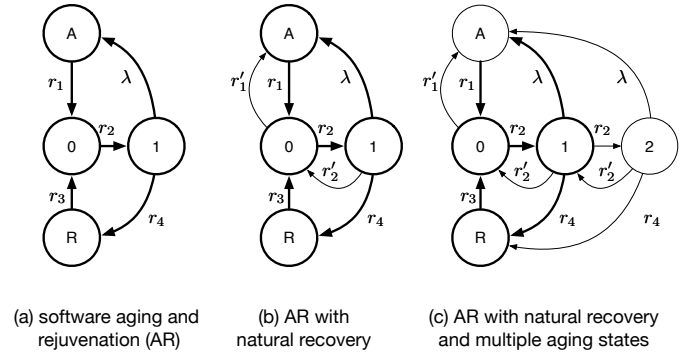 A
r₁
λ
0
r₂
1
r₃
r₄
R
(a) software aging and
rejuvenation (AR)
A
r′₁
r₁
λ
0
r₂
1
r′₂
r₃
r₄
R
(b) AR with
natural recovery
A
r′₁
r₁
λ
λ
0
r₂
1
r₂
2
r′₂
r′₂
r₃
r₄
r₄
R
(c) AR with natural recovery
and multiple aging states